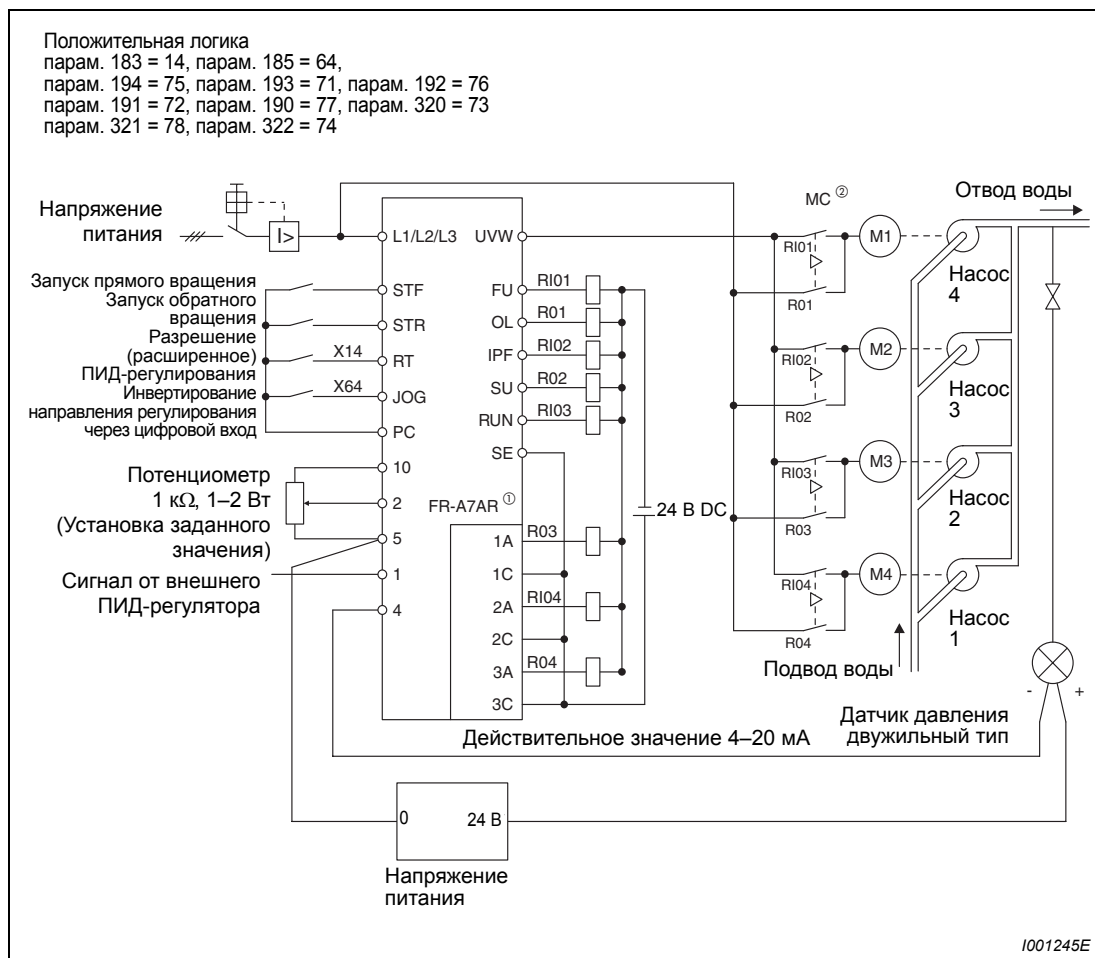 Положительная логика
парам. 183 = 14, парам. 185 = 64,
парам. 194 = 75, парам. 193 = 71, парам. 192 = 76
парам. 191 = 72, парам. 190 = 77, парам. 320 = 73
парам. 321 = 78, парам. 322 = 74
Напряжение
питания
I>
L1/L2/L3
UVW
MC ②
Отвод воды
RI01
R01
M1
Насос
4
Запуск прямого вращения
STF
Запуск обратного
вращения
STR
Разрешение
(расширенное)
ПИД-регулирования
X14
RT
Инвертирование
направления регулирования
через цифровой вход
X64
JOG
PC
FU
RI01
OL
R01
IPF
RI02
SU
R02
RUN
RI03
SE
RI02
R02
M2
Насос
3
Потенциометр
1 кΩ, 1–2 Вт
(Установка заданного
значения)
10
2
5
Сигнал от внешнего
ПИД-регулятора
1
4
FR-A7AR ①
24 В DC
1A
R03
1C
2A
RI04
2C
3A
R04
3C
RI03
R03
M3
Насос
2
RI04
R04
M4
Насос
1
Подвод воды
-
+
Датчик давления
двужильный тип
Действительное значение 4–20 мА
0
24 В
Напряжение
питания
I001245E